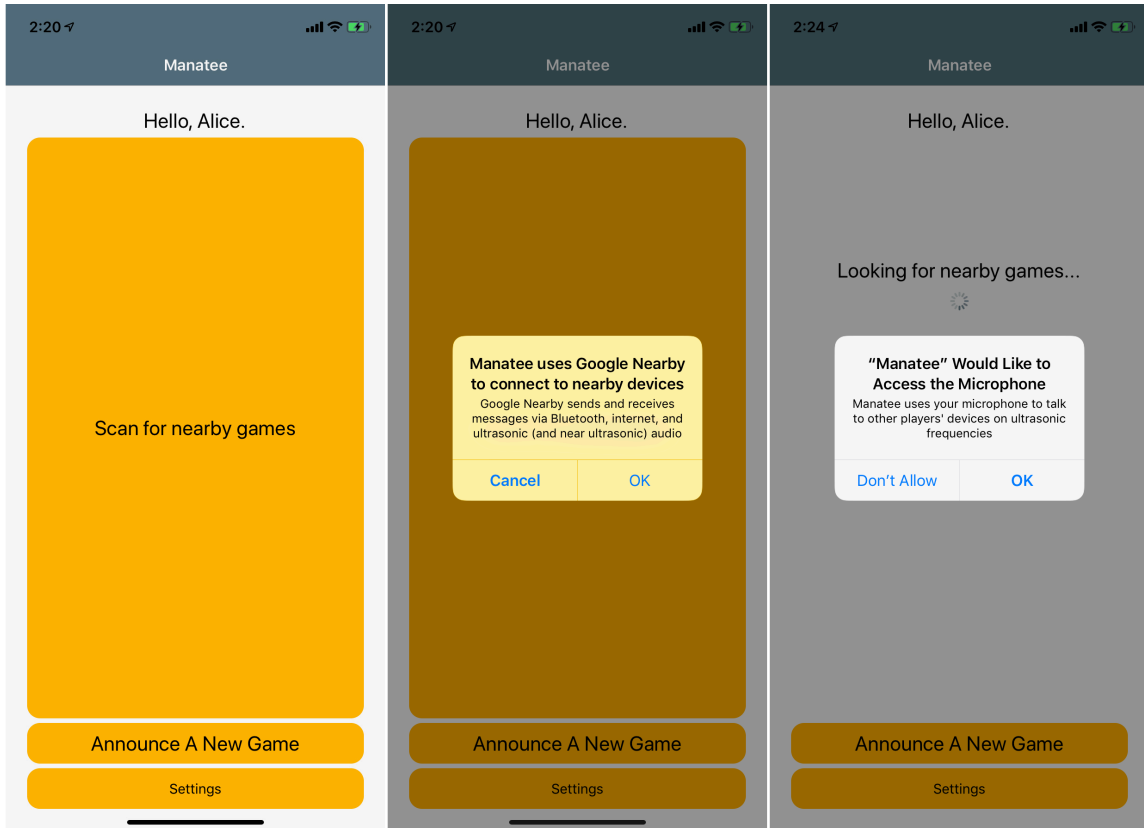 2:20
Manatee
Hello, Alice.
Scan for nearby games
Announce A New Game
Settings
2:20
Manatee
Hello, Alice.
Manatee uses Google Nearby
to connect to nearby devices
Google Nearby sends and receives
messages via Bluetooth, internet, and
ultrasonic (and near ultrasonic) audio
Cancel
OK
Announce A New Game
Settings
2:24
Manatee
Hello, Alice.
Looking for nearby games...
“Manatee” Would Like to
Access the Microphone
Manatee uses your microphone to talk
to other players' devices on ultrasonic
frequencies
Don’t Allow
OK
Announce A New Game
Settings